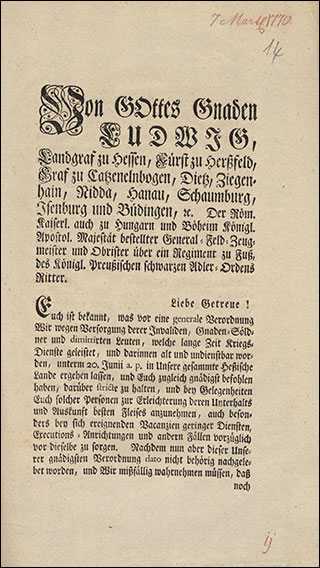 7 Marti 1770.
14
Von GOttes Gnaden
LUDWIG,
Landgraf zu Hessen, Fürst zu Herßfeld,
Graf zu Catzenelnbogen, Dietz, Ziegen-
hain, Nidda, Hanau, Schaumburg,
Isenburg und Büdingen, ꝛc. Der Röm.
Kaiserl. auch zu Hungarn und Böheim Königl.
Apostol. Majestät bestellter General-Feld-Zeug-
meister und Obrister über ein Regiment zu Fuß,
des Königl. Preußischen schwarzen Adler-Ordens
Ritter.
Liebe Getreue!
Euch ist bekannt, was vor eine generale Verordnung
Wir wegen Versorgung derer Invaliden, Gnaden-Söld-
ner und dimittirten Leuten, welche lange Zeit Kriegs-
Dienste geleistet, und darinnen alt und undienstbar wor-
den, unterm 20. Junii a. p. in Unsere gesammte Heßische
Lande ergehen lassen, und Euch zugleich gnädigst befohlen
haben, darüber stricte zu halten, und bey Gelegenheiten
Euch solcher Personen zur Erleichterung deren Unterhalts
und Auskunft besten Fleises anzunehmen, auch beson-
ders bey sich ereignenden Vacanzien geringer Diensten,
Executions-Anrichtungen und andern Fällen vorzüglich
vor dieselbe zu sorgen. Nachdem nun aber dieser Unse-
rer gnädigsten Verordnung dato nicht behörig nachgele-
bet worden, und Wir mißfällig wahrnehmen müssen, daß
noch
ij